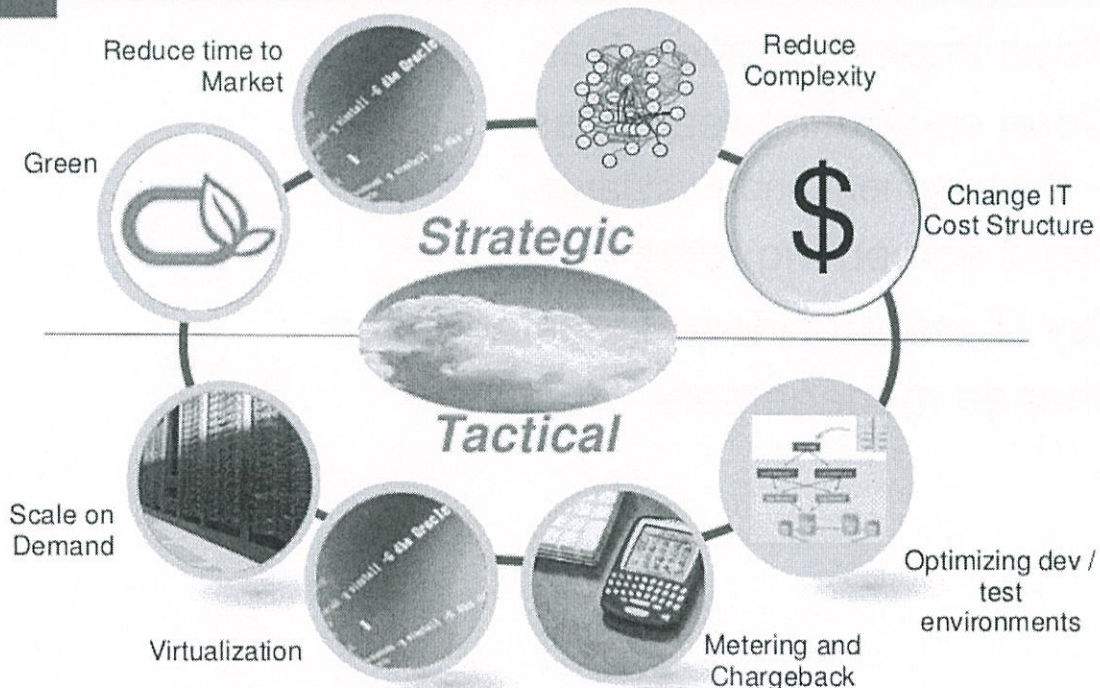 Reduce time to
Market
Reduce
Complexity
Green
$
Change IT
Cost Structure
Strategic
Tactical
Scale on
Demand
Optimizing dev /
test
environments
Virtualization
Metering and
Chargeback